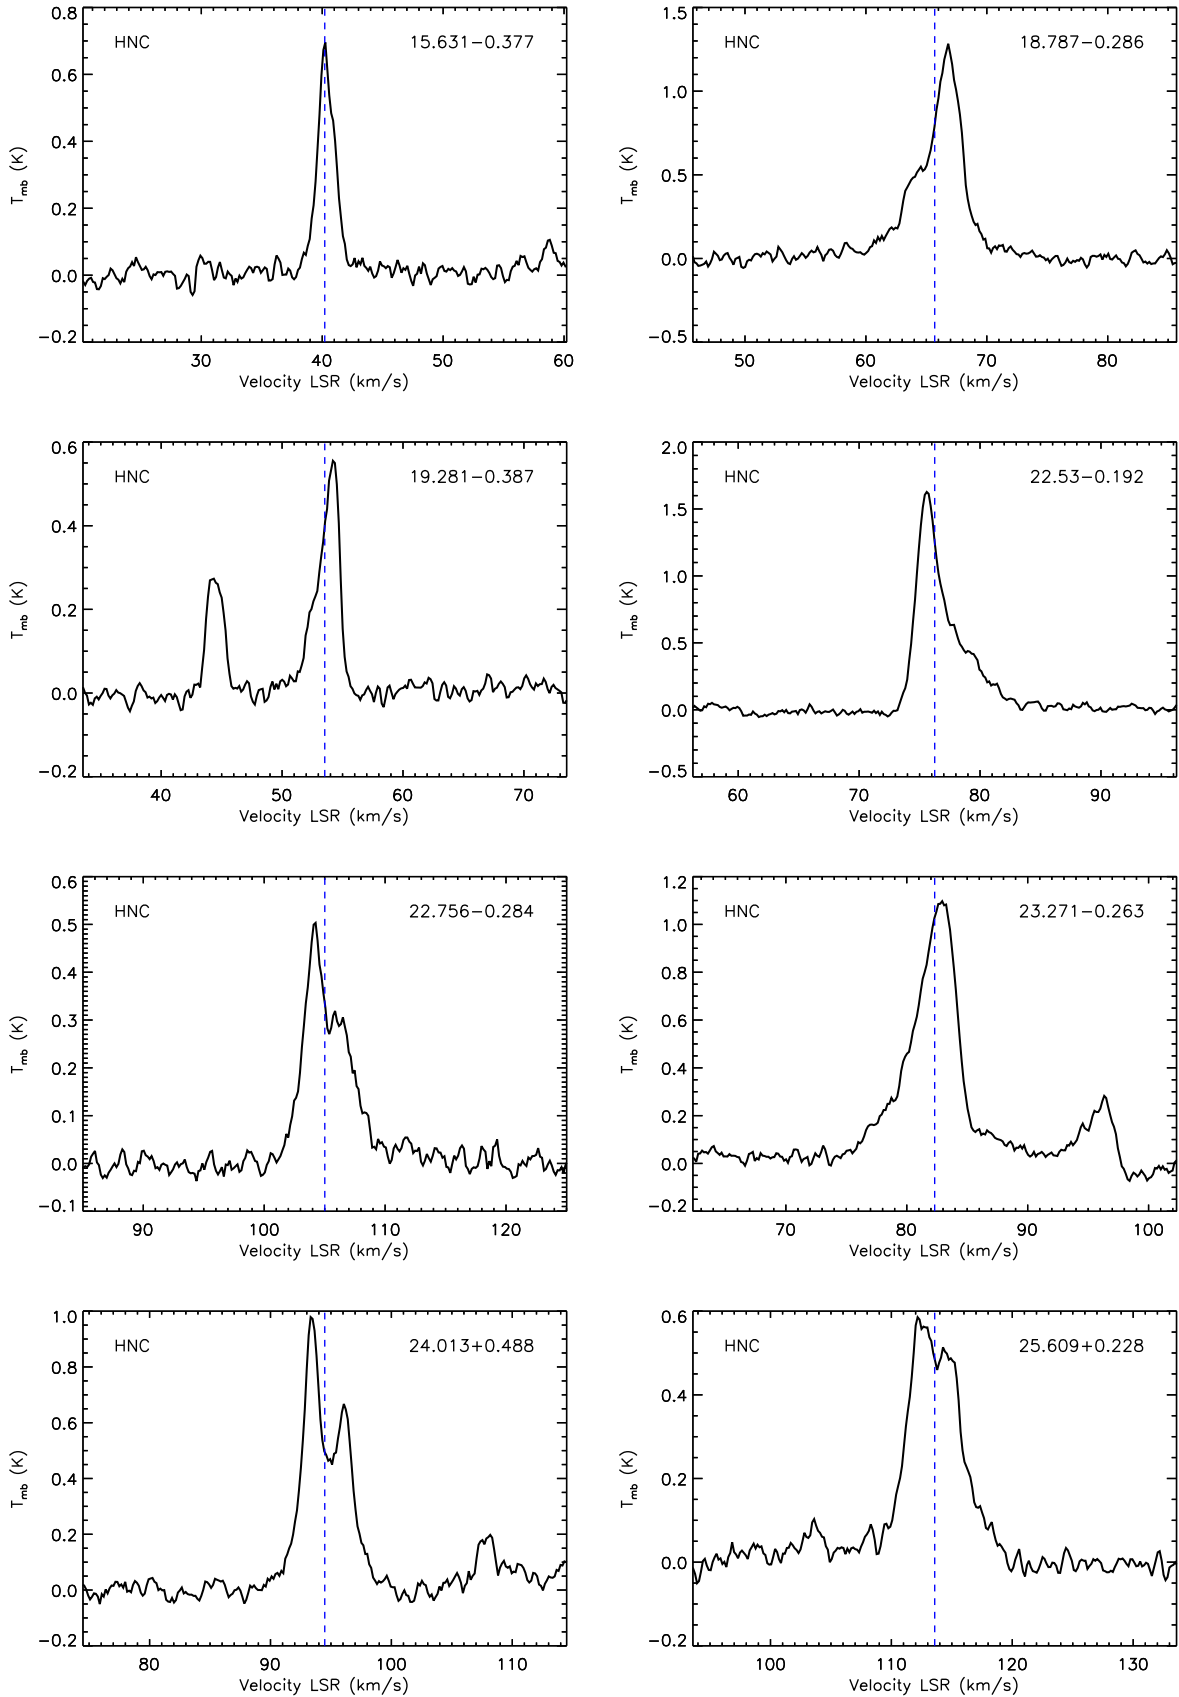 0.8
0.6
0.4
0.2
0.0
−0.2
T_mb (K)
HNC
15.631−0.377
30 40 50 60
Velocity LSR (km/s)
1.5
1.0
0.5
0.0
−0.5
T_mb (K)
HNC
18.787−0.286
50 60 70 80
Velocity LSR (km/s)
0.6
0.4
0.2
0.0
−0.2
T_mb (K)
HNC
19.281−0.387
40 50 60 70
Velocity LSR (km/s)
2.0
1.5
1.0
0.5
0.0
−0.5
T_mb (K)
HNC
22.53−0.192
60 70 80 90
Velocity LSR (km/s)
0.6
0.5
0.4
0.3
0.2
0.1
0.0
−0.1
T_mb (K)
HNC
22.756−0.284
90 100 110 120
Velocity LSR (km/s)
1.2
1.0
0.8
0.6
0.4
0.2
0.0
−0.2
T_mb (K)
HNC
23.271−0.263
70 80 90 100
Velocity LSR (km/s)
1.0
0.8
0.6
0.4
0.2
0.0
−0.2
T_mb (K)
HNC
24.013+0.488
80 90 100 110
Velocity LSR (km/s)
0.6
0.4
0.2
0.0
−0.2
T_mb (K)
HNC
25.609+0.228
100 110 120 130
Velocity LSR (km/s)